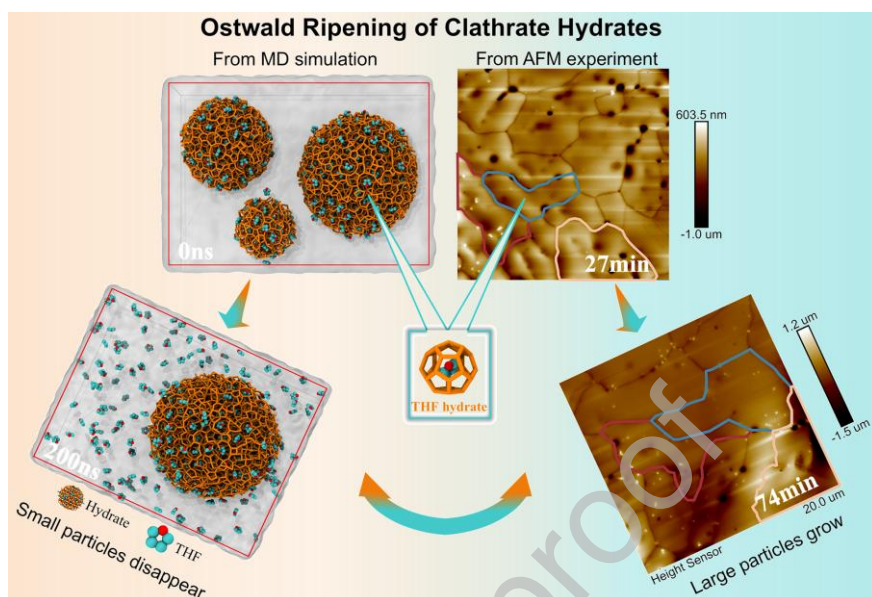 Ostwald Ripening of Clathrate Hydrates
From MD simulation
From AFM experiment
603.5 nm
-1.0 um
0ns
27min
THF hydrate
1.2 um
-1.5 um
200ns
74min
20.0 um
Height Sensor
Hydrate
THF
Small particles disappear
Large particles grow
proof